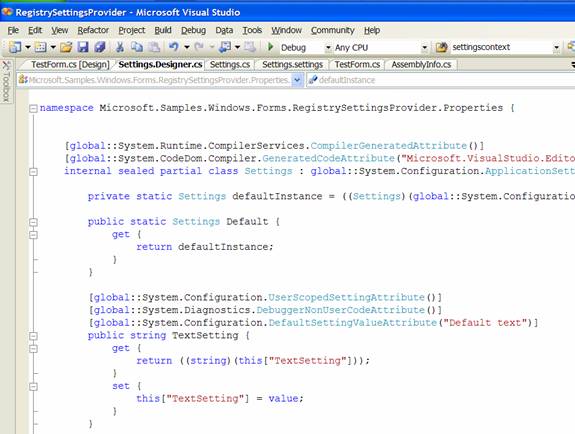 RegistrySettingsProvider - Microsoft Visual Studio
File Edit View Refactor Project Build Debug Data Tools Window Community Help
Debug Any CPU settingscontext
TestForm.cs [Design] Settings.Designer.cs Settings.cs Settings.settings TestForm.cs AssemblyInfo.cs
Toolbox
Microsoft.Samples.Windows.Forms.RegistrySettingsProvider.Properties. defaultInstance
namespace Microsoft.Samples.Windows.Forms.RegistrySettingsProvider.Properties {
[global::System.Runtime.CompilerServices.CompilerGeneratedAttribute()]
[global::System.CodeDom.Compiler.GeneratedCodeAttribute("Microsoft.VisualStudio.Edito
internal sealed partial class Settings : global::System.Configuration.ApplicationSett
private static Settings defaultInstance = ((Settings)(global::System.Configuration
public static Settings Default {
get {
return defaultInstance;
}
}
[global::System.Configuration.UserScopedSettingAttribute()]
[global::System.Diagnostics.DebuggerNonUserCodeAttribute()]
[global::System.Configuration.DefaultSettingValueAttribute("Default text")]
public string TextSetting {
get {
return ((string)(this["TextSetting"]));
}
set {
this["TextSetting"] = value;
}
}